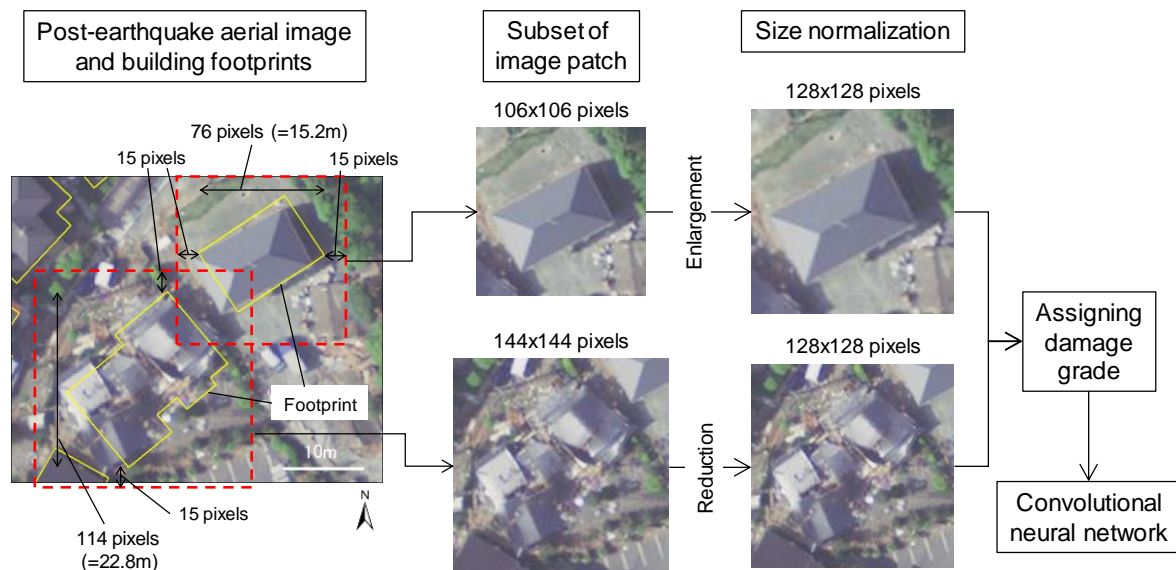 Post-earthquake aerial image
and building footprints
Subset of
image patch
Size normalization
76 pixels (=15.2m)
15 pixels
15 pixels
106x106 pixels
128x128 pixels
Enlargement
15 pixels
Footprint
10m
N
15 pixels
114 pixels
(=22.8m)
144x144 pixels
128x128 pixels
Reduction
Assigning
damage
grade
Convolutional
neural network